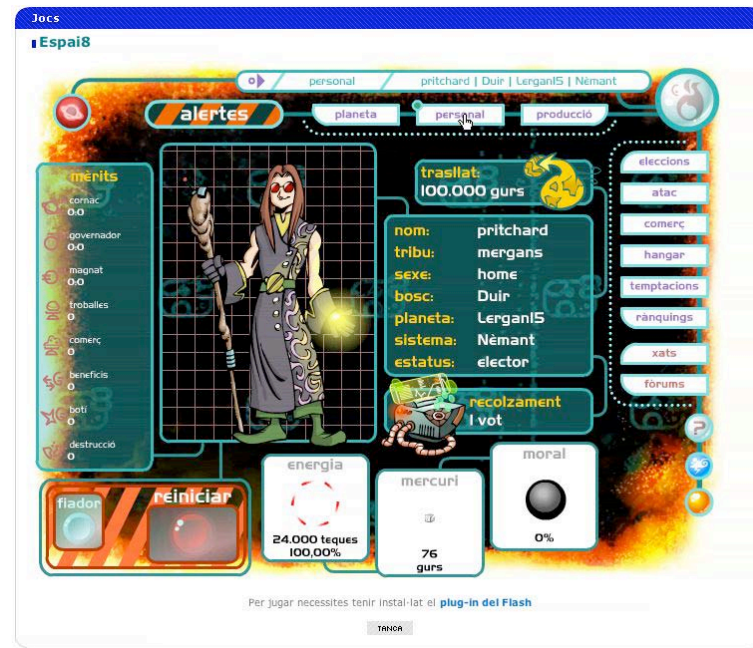 Jocs
Espai8
personal
pritchard | Duir | Lergan15 | Nèmant
alertes
planeta
personal
producció
mèrits
cornac
0:0
governador
0:0
magnat
0:0
troballes
0
comerç
0
beneficis
0
botí
0
destrucció
0
trasllat:
100.000 gurs
nom: pritchard
tribu: mergans
sexe: home
bosc: Duir
planeta: Lergan15
sistema: Nèmant
estatus: elector
recolzament
1 vot
eleccions
atac
comerç
hangar
temptacions
rànquings
xats
fòrums
?
fiador
reiniciar
energia
24.000 teques
100,00%
mercuri
76
gurs
moral
0%
Per jugar necessites tenir instal·lat el plug-in del Flash
TANCA